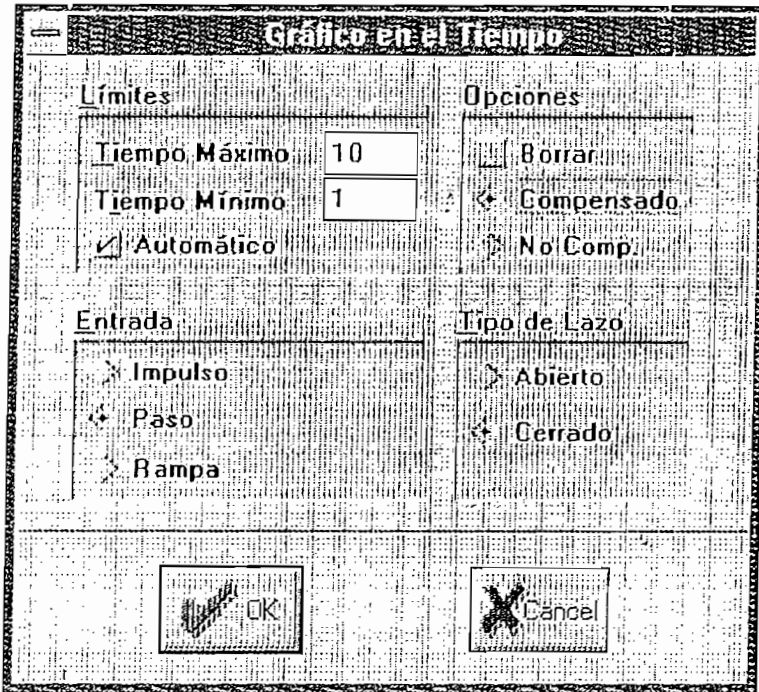 Gráfico en el Tiempo
Límites
Tiempo Máximo 10
Tiempo Mínimo 1
Automático
Opciones
Borrar
Compensado
No Comp.
Entrada
Impulso
Paso
Rampa
Tipo de Lazo
Abierto
Cerrado
OK
Cancel